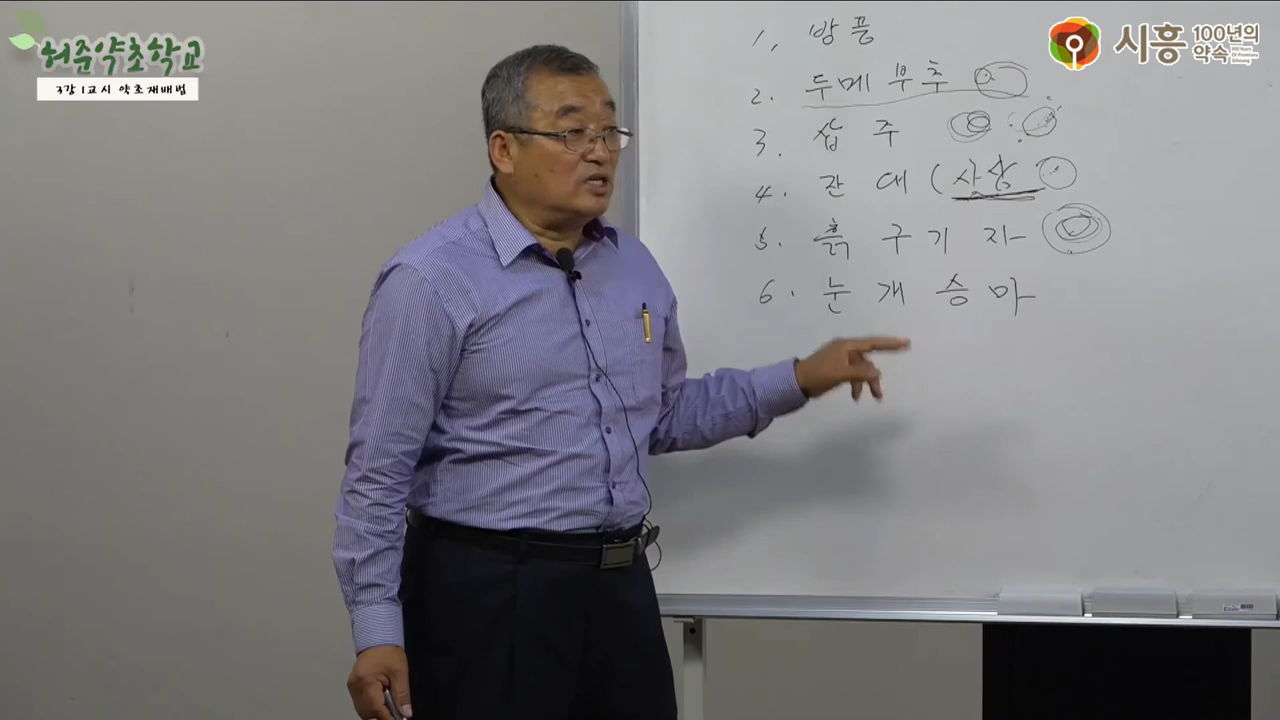 허준약초학교
3강 1교시 약초재배법
시흥 100년의 약속
1. 방풍
2. 두메부추
3. 삽주
4. 잔대 (사삼
5. 흙구기자
6. 눈개승마